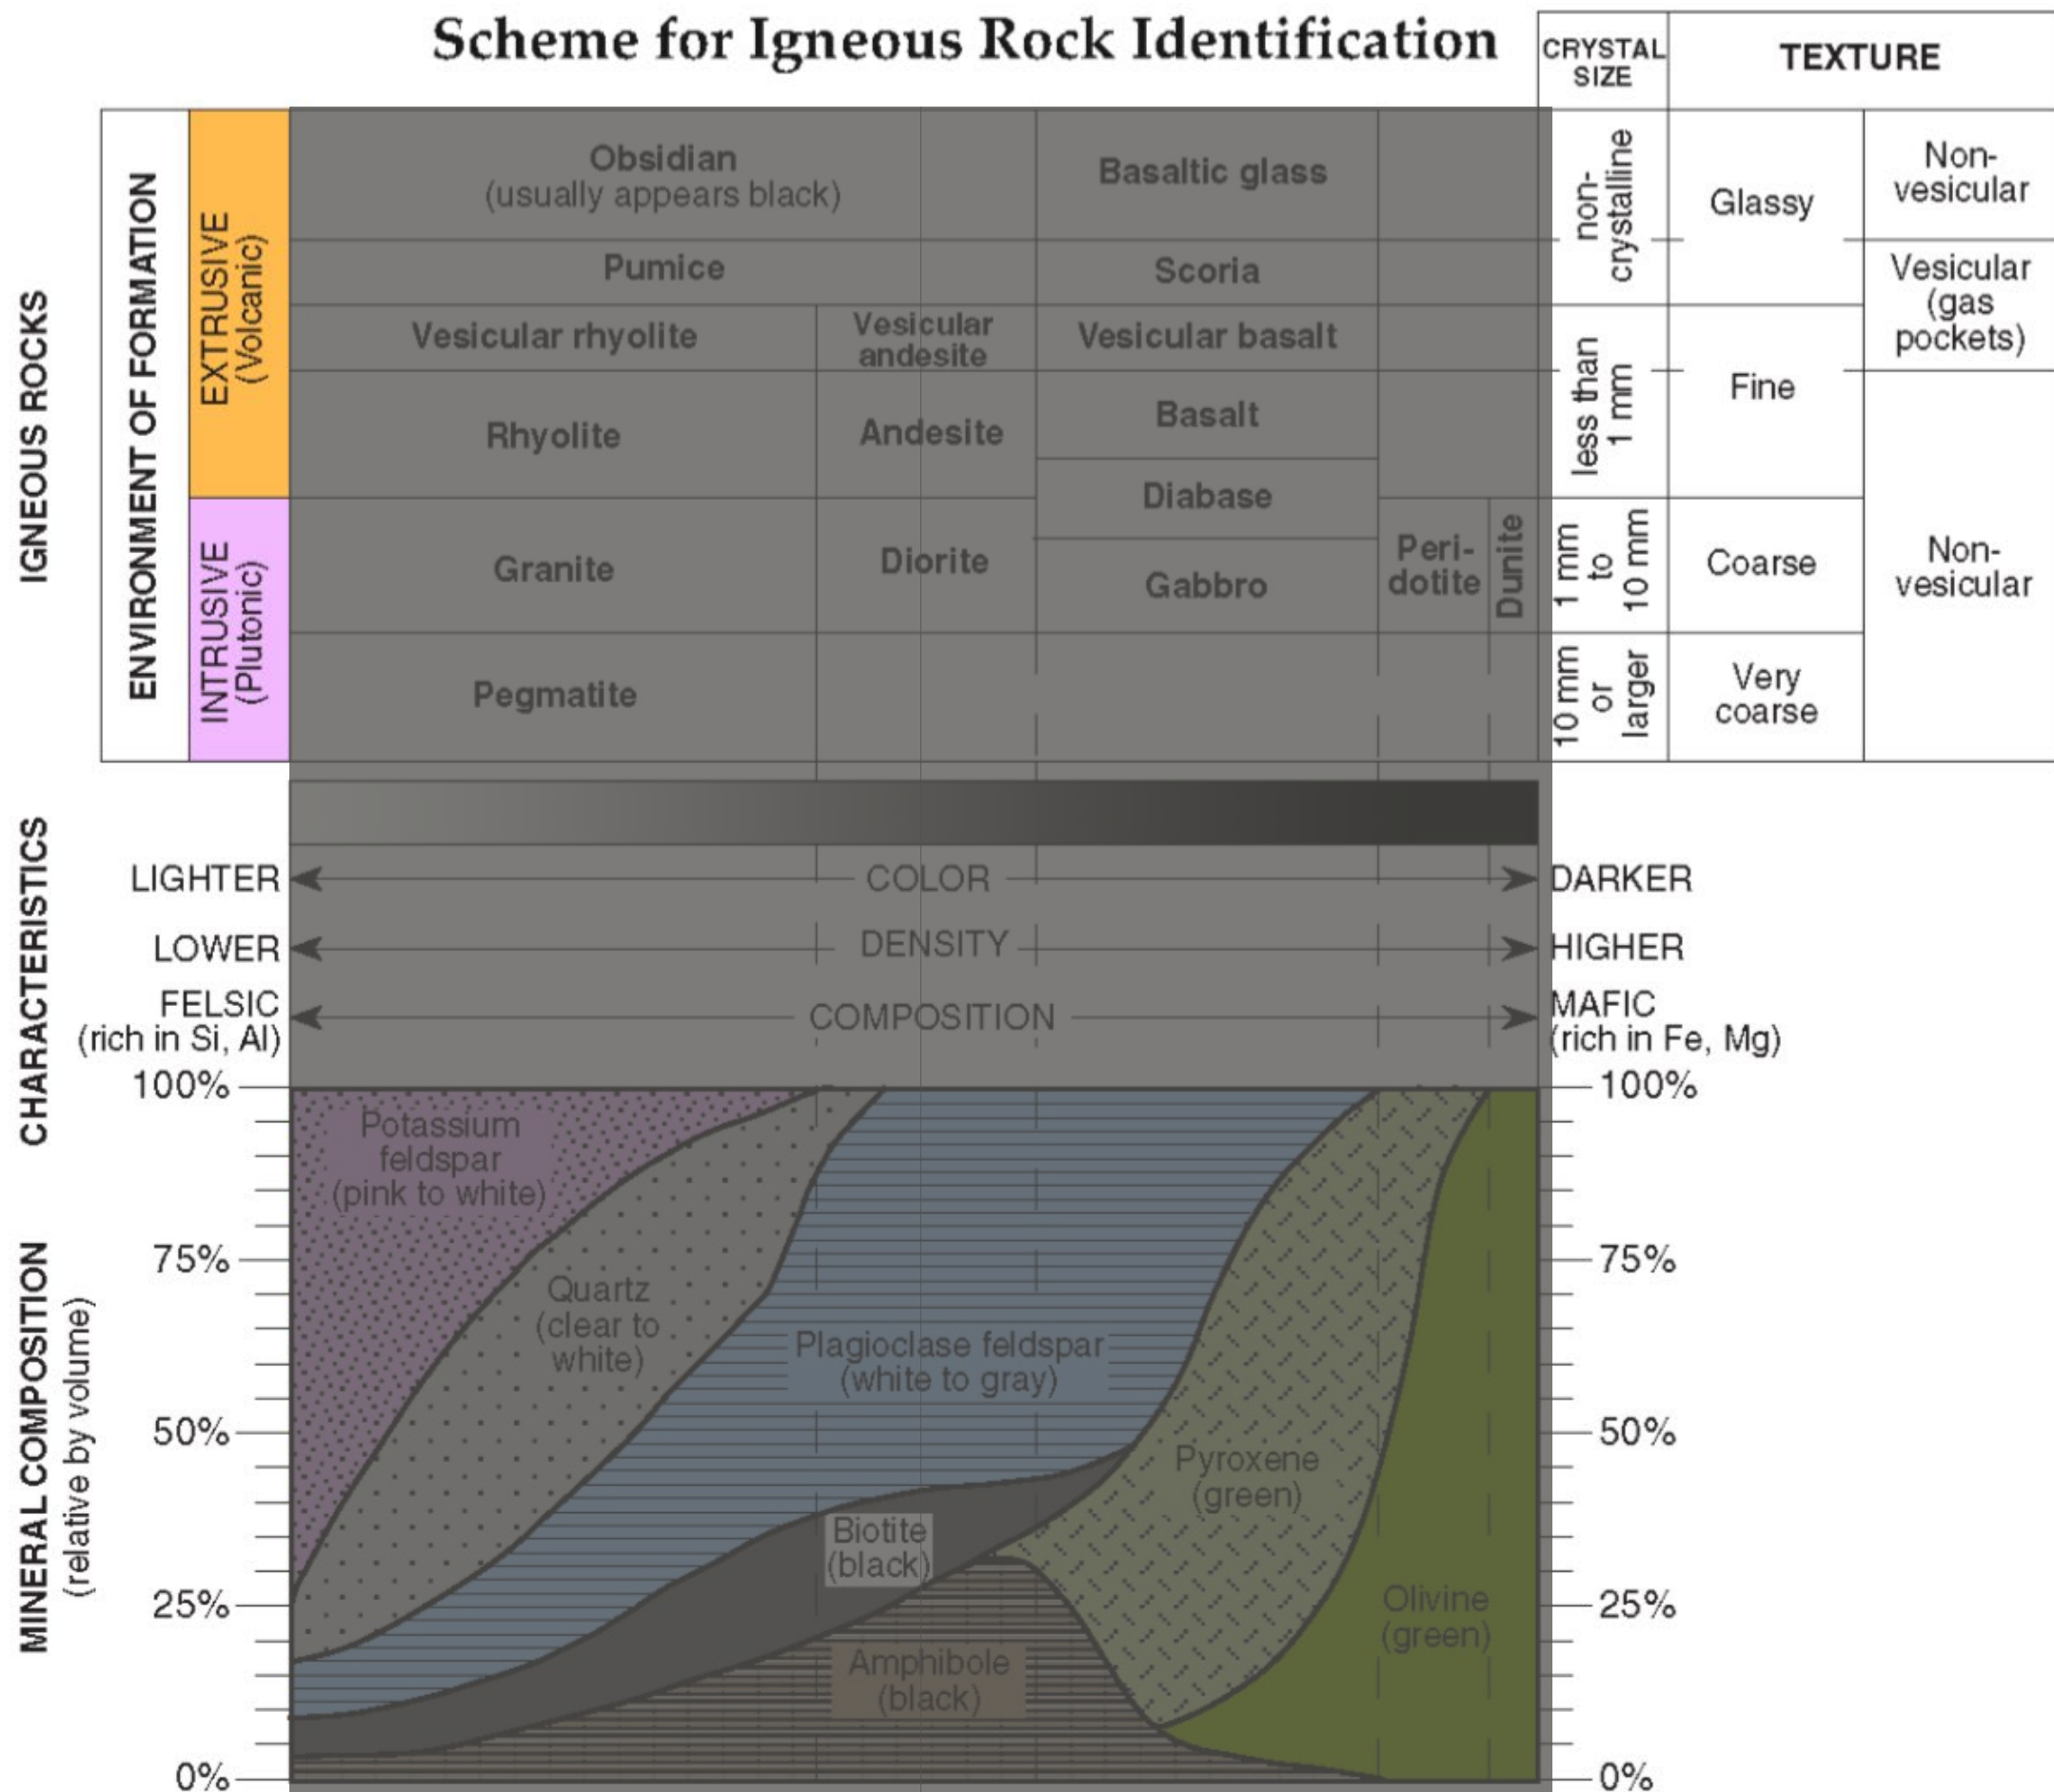 Scheme for Igneous Rock Identification
CRYSTAL
SIZE
TEXTURE
IGNEOUS ROCKS
ENVIRONMENT OF FORMATION
EXTRUSIVE
(Volcanic)
INTRUSIVE
(Plutonic)
Obsidian
(usually appears black)
Basaltic glass
Pumice
Scoria
Vesicular rhyolite
Vesicular
andesite
Vesicular basalt
Rhyolite
Andesite
Basalt
Diabase
Granite
Diorite
Gabbro
Peri-
dotite
Dunite
Pegmatite
non-
crystalline
less than
1 mm
1 mm
to
10 mm
10 mm
or
larger
Glassy
Fine
Coarse
Very
coarse
Non-
vesicular
Vesicular
(gas
pockets)
Non-
vesicular
CHARACTERISTICS
LIGHTER
COLOR
DARKER
LOWER
DENSITY
HIGHER
FELSIC
(rich in Si, Al)
COMPOSITION
MAFIC
(rich in Fe, Mg)
MINERAL COMPOSITION
(relative by volume)
100%
75%
50%
25%
0%
Potassium
feldspar
(pink to white)
Quartz
(clear to
white)
Plagioclase feldspar
(white to gray)
Biotite
(black)
Amphibole
(black)
Pyroxene
(green)
Olivine
(green)
100%
75%
50%
25%
0%